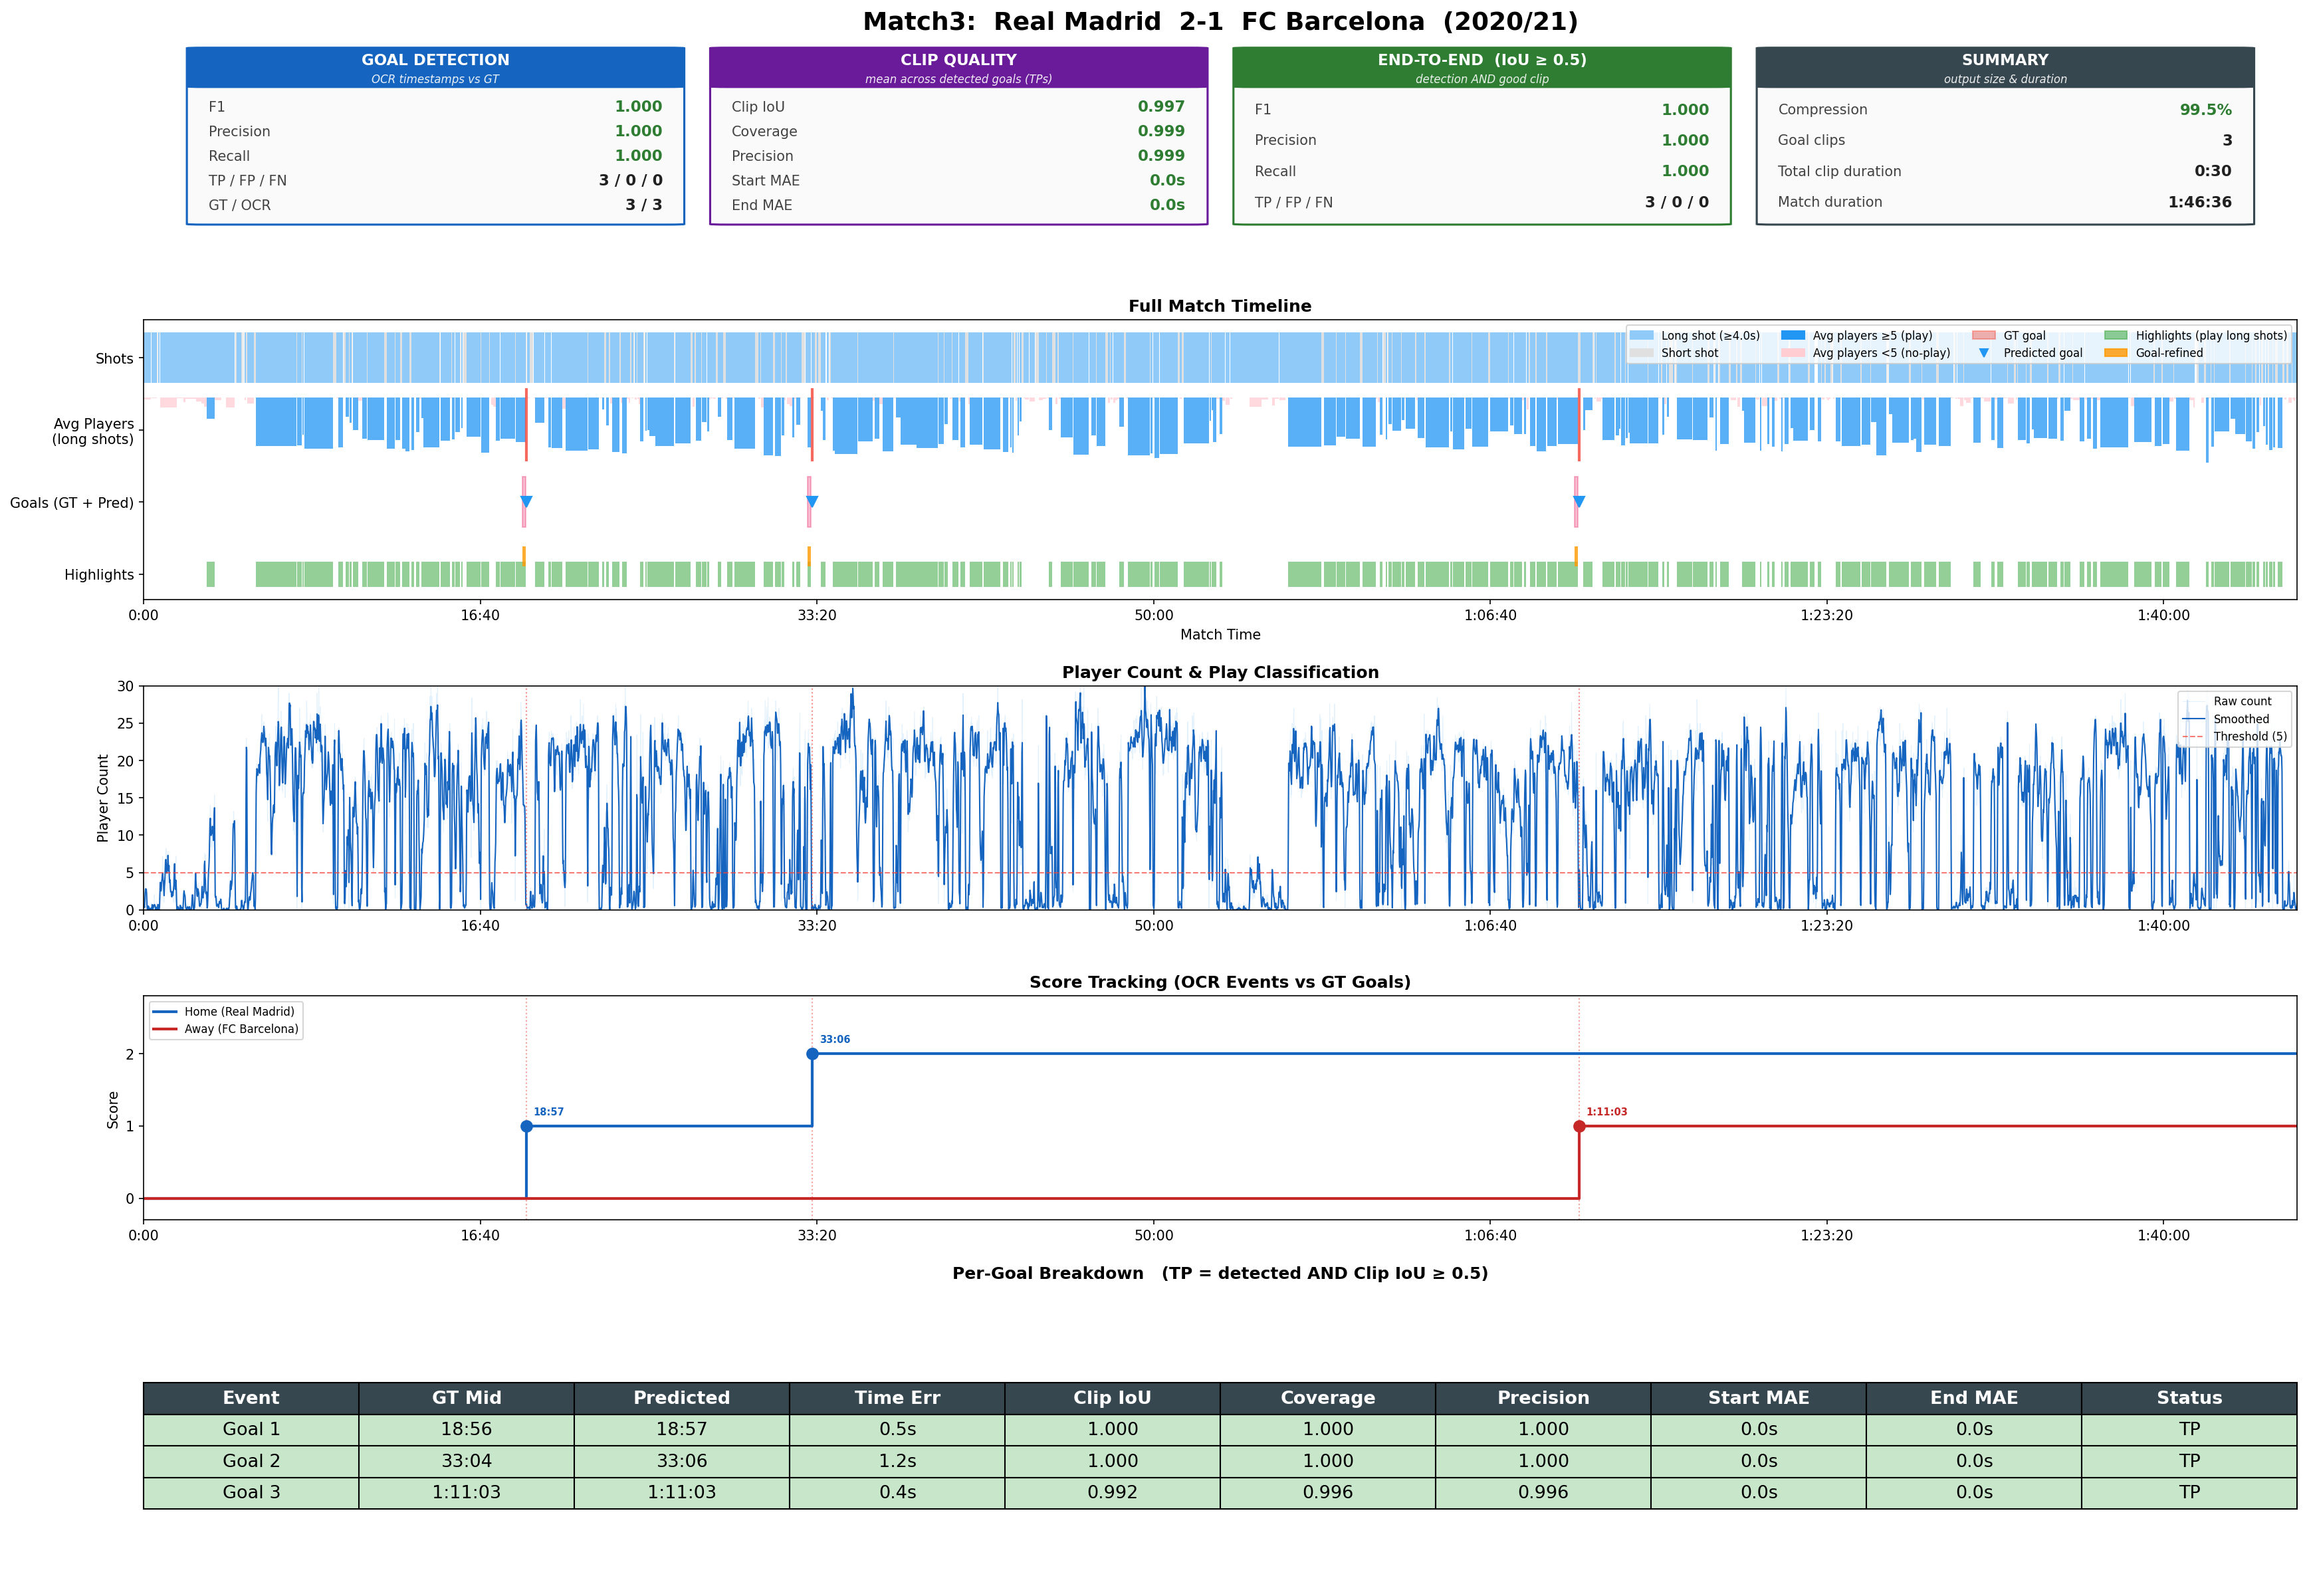 Match3:  Real Madrid  2-1  FC Barcelona  (2020/21)
GOAL DETECTION
OCR timestamps vs GT
F1 1.000
Precision 1.000
Recall 1.000
TP / FP / FN 3 / 0 / 0
GT / OCR 3 / 3
CLIP QUALITY
mean across detected goals (TPs)
Clip IoU 0.997
Coverage 0.999
Precision 0.999
Start MAE 0.0s
End MAE 0.0s
END-TO-END  (IoU ≥ 0.5)
detection AND good clip
F1 1.000
Precision 1.000
Recall 1.000
TP / FP / FN 3 / 0 / 0
SUMMARY
output size & duration
Compression 99.5%
Goal clips 3
Total clip duration 0:30
Match duration 1:46:36
Full Match Timeline
Long shot (≥4.0s)
Short shot
Avg players ≥5 (play)
Avg players <5 (no-play)
GT goal
Predicted goal
Highlights (play long shots)
Goal-refined
Shots
Avg Players
(long shots)
Goals (GT + Pred)
Highlights
0:00 16:40 33:20 50:00 1:06:40 1:23:20 1:40:00
Match Time
Player Count & Play Classification
Raw count
Smoothed
Threshold (5)
Player Count
30
25
20
15
10
5
0
0:00 16:40 33:20 50:00 1:06:40 1:23:20 1:40:00
Score Tracking (OCR Events vs GT Goals)
Home (Real Madrid)
Away (FC Barcelona)
33:06
18:57
1:11:03
Score
2
1
0
0:00 16:40 33:20 50:00 1:06:40 1:23:20 1:40:00
Per-Goal Breakdown   (TP = detected AND Clip IoU ≥ 0.5)
Event GT Mid Predicted Time Err Clip IoU Coverage Precision Start MAE End MAE Status
Goal 1 18:56 18:57 0.5s 1.000 1.000 1.000 0.0s 0.0s TP
Goal 2 33:04 33:06 1.2s 1.000 1.000 1.000 0.0s 0.0s TP
Goal 3 1:11:03 1:11:03 0.4s 0.992 0.996 0.996 0.0s 0.0s TP